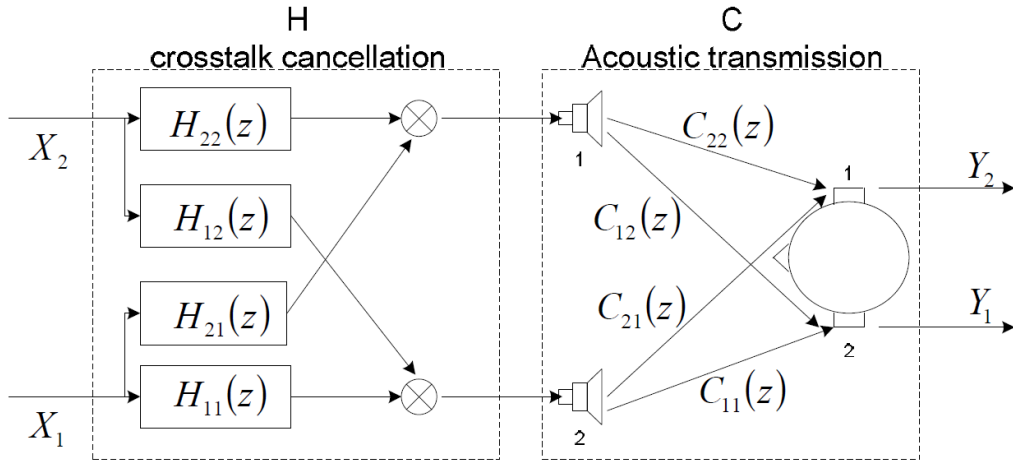 H
crosstalk cancellation
C
Acoustic transmission
X₂
H₂₂(z)
H₁₂(z)
H₂₁(z)
X₁
H₁₁(z)
1
2
C₂₂(z)
C₁₂(z)
C₂₁(z)
C₁₁(z)
1
2
Y₂
Y₁